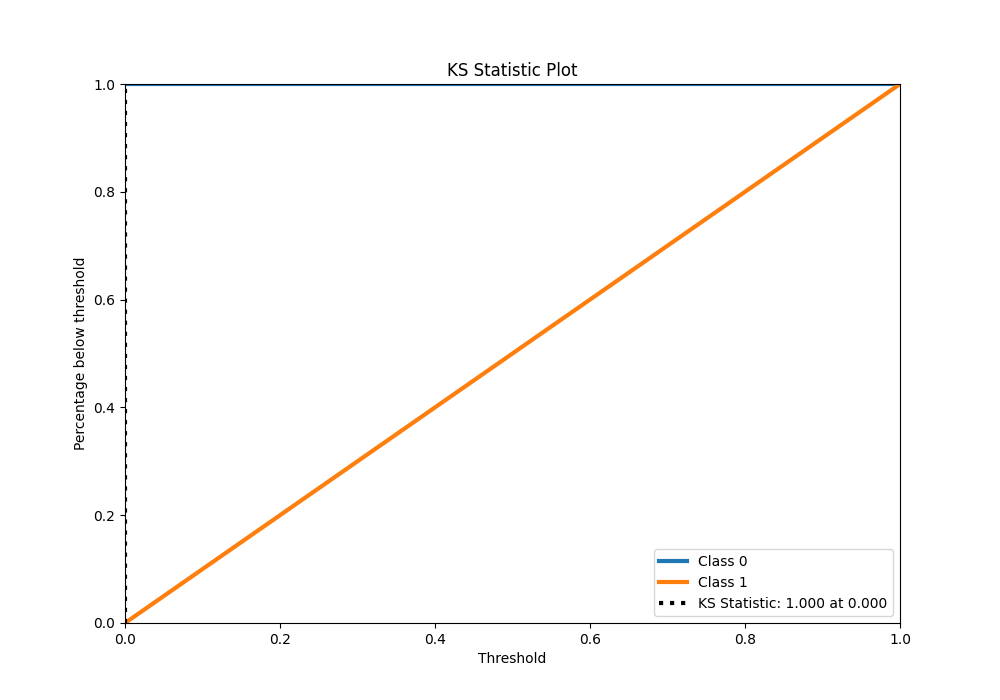 KS Statistic Plot
1.0
0.8
0.6
0.4
0.2
0.0
Percentage below threshold
0.0 0.2 0.4 0.6 0.8 1.0
Threshold
Class 0
Class 1
KS Statistic: 1.000 at 0.000